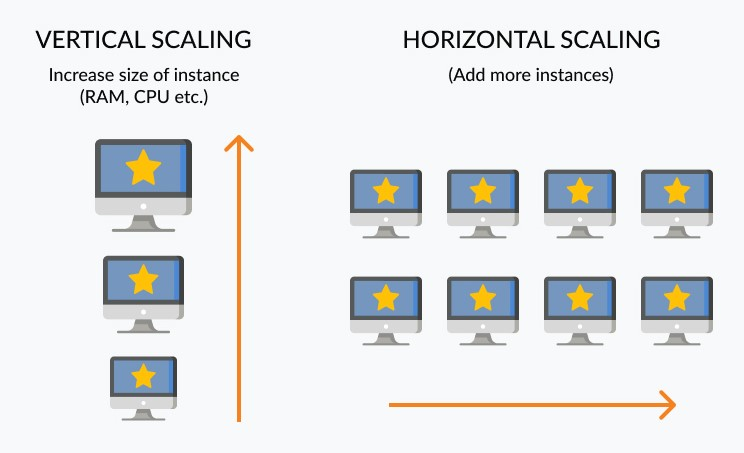 VERTICAL SCALING
Increase size of instance
(RAM, CPU etc.)
HORIZONTAL SCALING
(Add more instances)